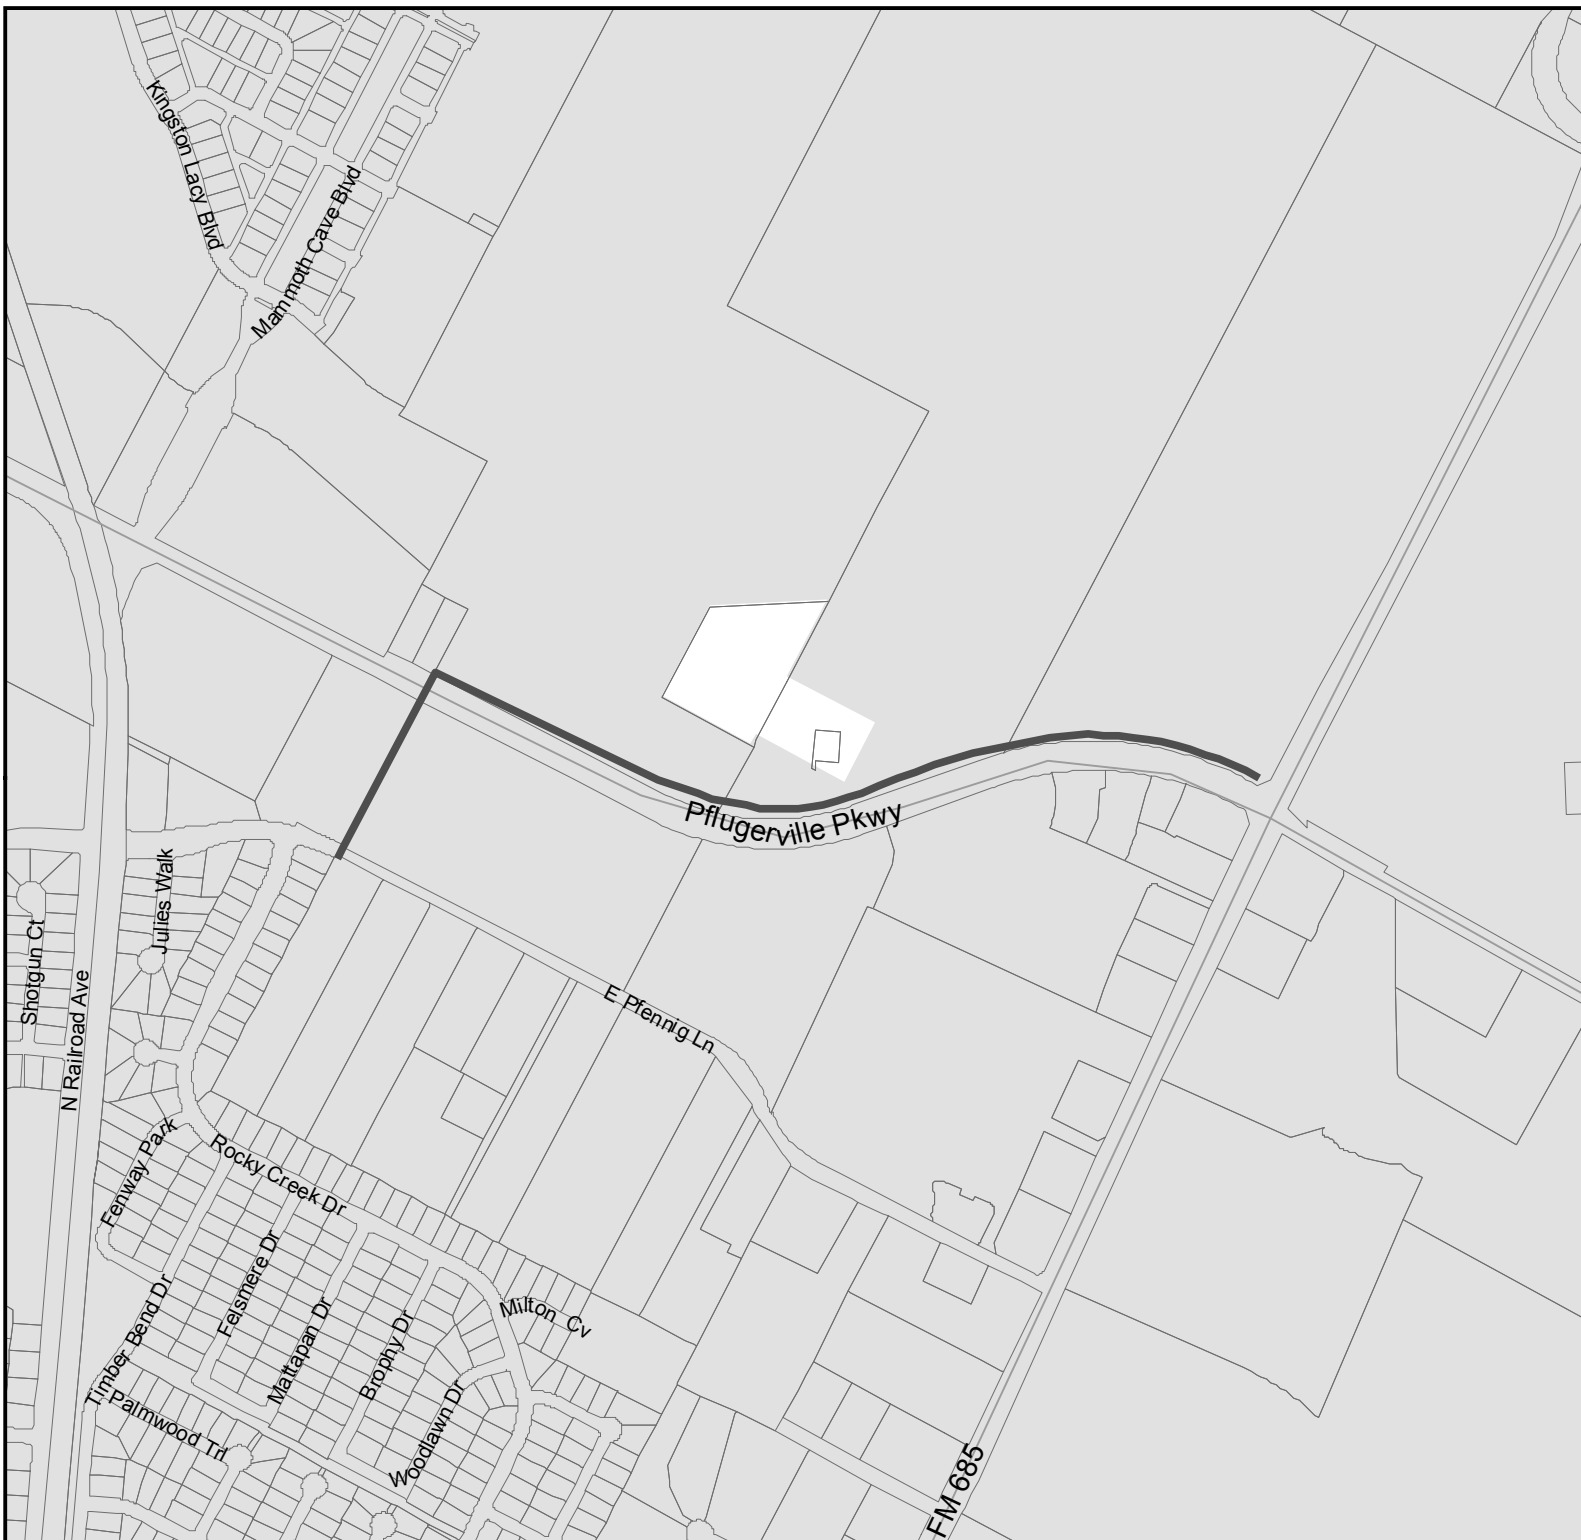 Kingston Lacy Blvd
Mammoth Cave Blvd
Pflugerville Pkwy
Julies Walk
Shotgun Ct
N Railroad Ave
E Pfennig Ln
Fenway Park
Rocky Creek Dr
Felsmere Dr
Timber Bend Dr
Mattapan Dr
Brophy Dr
Milton Cv
Woodlawn Dr
Palmwood Trl
FM 685